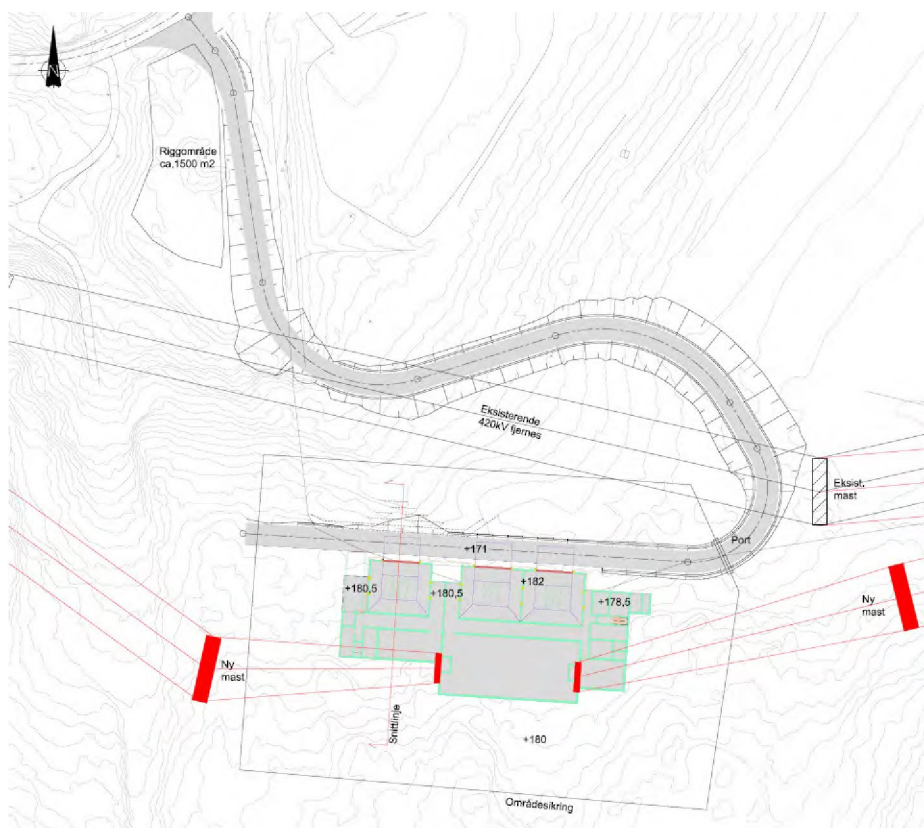 N
Riggområde
ca.1500 m2
Eksisterende
420kV fjernes
Eksist.
mast
Port
+171
+182
+180,5
+180,5
+178,5
Ny
mast
Ny
mast
Snittlinje
+180
Områdesikring